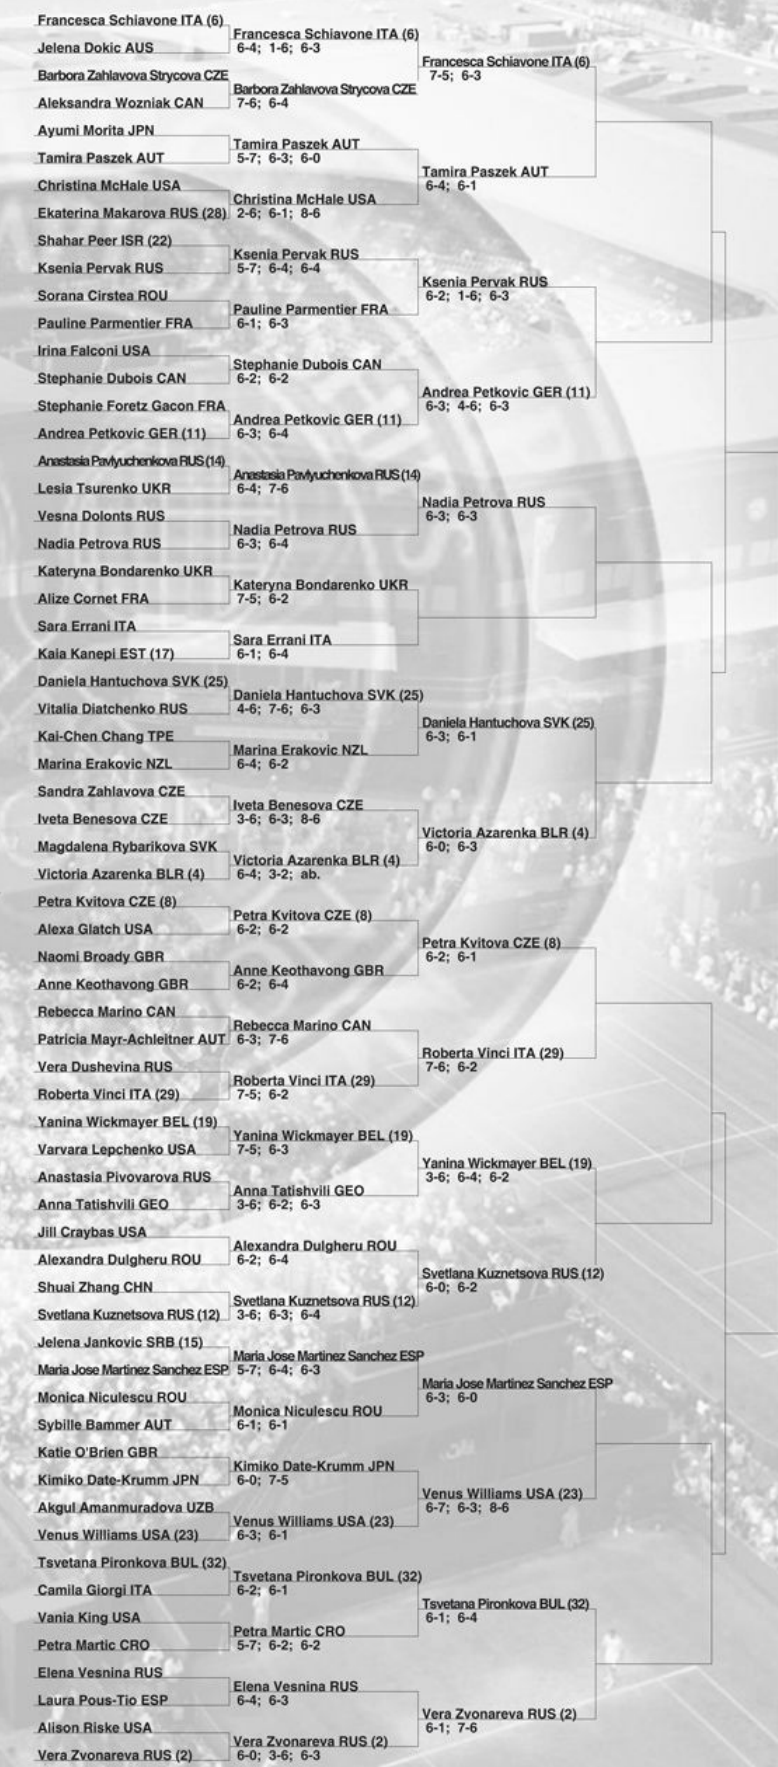 Francesca Schiavone ITA (6)
Jelena Dokic AUS
Barbora Zahlavova Strycova CZE
Aleksandra Wozniak CAN
Ayumi Morita JPN
Tamira Paszek AUT
Christina McHale USA
Ekaterina Makarova RUS (28)
Shahar Peer ISR (22)
Ksenia Pervak RUS
Sorana Cirstea ROU
Pauline Parmentier FRA
Irina Falconi USA
Stephanie Dubois CAN
Stephanie Foretz Gacon FRA
Andrea Petkovic GER (11)
Anastasia Pavlyuchenkova RUS (14)
Lesia Tsurenko UKR
Vesna Dolonts RUS
Nadia Petrova RUS
Kateryna Bondarenko UKR
Alize Cornet FRA
Sara Errani ITA
Kaia Kanepi EST (17)
Daniela Hantuchova SVK (25)
Vitalia Diatchenko RUS
Kai-Chen Chang TPE
Marina Erakovic NZL
Sandra Zahlavova CZE
Iveta Benesova CZE
Magdalena Rybarikova SVK
Victoria Azarenka BLR (4)
Petra Kvitova CZE (8)
Alexa Glatch USA
Naomi Broady GBR
Anne Keothavong GBR
Rebecca Marino CAN
Patricia Mayr-Achleitner AUT
Vera Dushevina RUS
Roberta Vinci ITA (29)
Yanina Wickmayer BEL (19)
Varvara Lepchenko USA
Anastasia Pivovarova RUS
Anna Tatishvili GEO
Jill Craybas USA
Alexandra Dulgheru ROU
Shuai Zhang CHN
Svetlana Kuznetsova RUS (12)
Jelena Jankovic SRB (15)
Maria Jose Martinez Sanchez ESP
Monica Niculescu ROU
Sybille Bammer AUT
Katie O'Brien GBR
Kimiko Date-Krumm JPN
Akgul Amanmuradova UZB
Venus Williams USA (23)
Tsvetana Pironkova BUL (32)
Camila Giorgi ITA
Vania King USA
Petra Martic CRO
Elena Vesnina RUS
Laura Pous-Tio ESP
Alison Riske USA
Vera Zvonareva RUS (2)
Francesca Schiavone ITA (6)
6-4; 1-6; 6-3
Barbora Zahlavova Strycova CZE
7-6; 6-4
Tamira Paszek AUT
5-7; 6-3; 6-0
Christina McHale USA
2-6; 6-1; 8-6
Ksenia Pervak RUS
5-7; 6-4; 6-4
Pauline Parmentier FRA
6-1; 6-3
Stephanie Dubois CAN
6-2; 6-2
Andrea Petkovic GER (11)
6-3; 6-4
Anastasia Pavlyuchenkova RUS (14)
6-4; 7-6
Nadia Petrova RUS
6-3; 6-4
Kateryna Bondarenko UKR
7-5; 6-2
Sara Errani ITA
6-1; 6-4
Daniela Hantuchova SVK (25)
4-6; 7-6; 6-3
Marina Erakovic NZL
6-4; 6-2
Iveta Benesova CZE
3-6; 6-3; 8-6
Victoria Azarenka BLR (4)
6-4; 3-2; ab.
Petra Kvitova CZE (8)
6-2; 6-2
Anne Keothavong GBR
6-2; 6-4
Rebecca Marino CAN
6-3; 7-6
Roberta Vinci ITA (29)
7-5; 6-2
Yanina Wickmayer BEL (19)
7-5; 6-3
Anna Tatishvili GEO
3-6; 6-2; 6-3
Alexandra Dulgheru ROU
6-2; 6-4
Svetlana Kuznetsova RUS (12)
3-6; 6-3; 6-4
Maria Jose Martinez Sanchez ESP
5-7; 6-4; 6-3
Monica Niculescu ROU
6-1; 6-1
Kimiko Date-Krumm JPN
6-0; 7-5
Venus Williams USA (23)
6-3; 6-1
Tsvetana Pironkova BUL (32)
6-2; 6-1
Petra Martic CRO
5-7; 6-2; 6-2
Elena Vesnina RUS
6-4; 6-3
Vera Zvonareva RUS (2)
6-0; 3-6; 6-3
Francesca Schiavone ITA (6)
7-5; 6-3
Tamira Paszek AUT
6-4; 6-1
Ksenia Pervak RUS
6-2; 1-6; 6-3
Andrea Petkovic GER (11)
6-3; 4-6; 6-3
Nadia Petrova RUS
6-3; 6-3
Daniela Hantuchova SVK (25)
6-3; 6-1
Victoria Azarenka BLR (4)
6-0; 6-3
Petra Kvitova CZE (8)
6-2; 6-1
Roberta Vinci ITA (29)
7-6; 6-2
Yanina Wickmayer BEL (19)
3-6; 6-4; 6-2
Svetlana Kuznetsova RUS (12)
6-0; 6-2
Maria Jose Martinez Sanchez ESP
6-3; 6-0
Venus Williams USA (23)
6-7; 6-3; 8-6
Tsvetana Pironkova BUL (32)
6-1; 6-4
Vera Zvonareva RUS (2)
6-1; 7-6